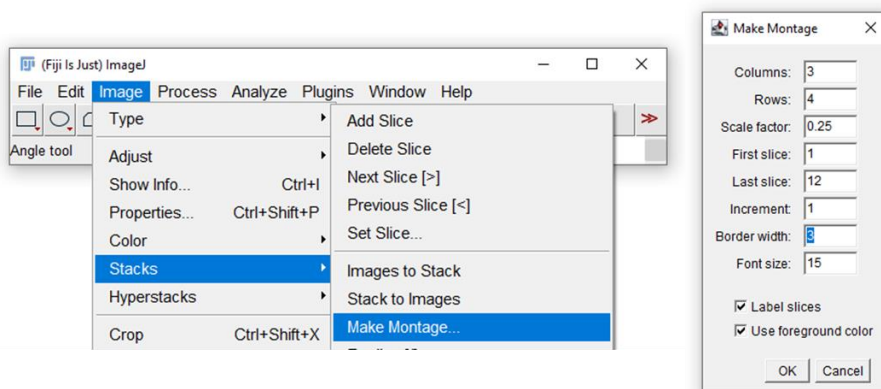 (Fiji Is Just) ImageJ
File Edit Image Process Analyze Plugins Window Help
Angle tool
Type
Adjust
Show Info... Ctrl+I
Properties... Ctrl+Shift+P
Color
Stacks
Hyperstacks
Crop Ctrl+Shift+X
Add Slice
Delete Slice
Next Slice [>]
Previous Slice [<]
Set Slice...
Images to Stack
Stack to Images
Make Montage...
Make Montage
Columns: 3
Rows: 4
Scale factor: 0.25
First slice: 1
Last slice: 12
Increment: 1
Border width: 3
Font size: 15
Label slices
Use foreground color
OK Cancel